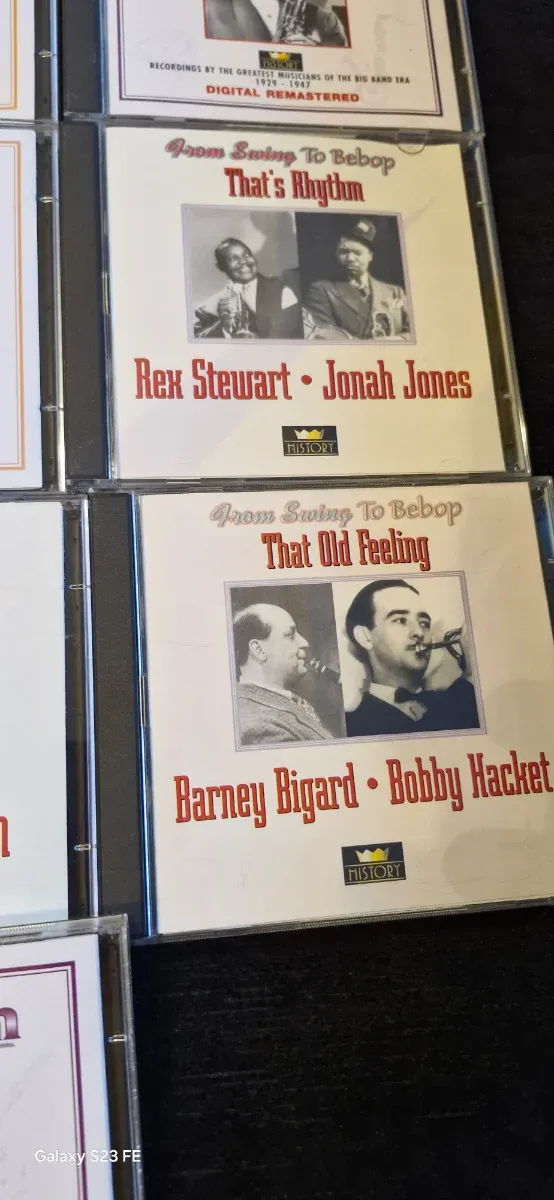 HISTORY
RECORDINGS BY THE GREATEST MUSICIANS OF THE BIG BAND ERA
1929 - 1947
DIGITAL REMASTERED
From Swing To Bebop
That's Rhythm
Rex Stewart • Jonah Jones
HISTORY
From Swing To Bebop
That Old Feeling
Barney Bigard • Bobby Hacket
HISTORY
n
n
Galaxy S23 FE